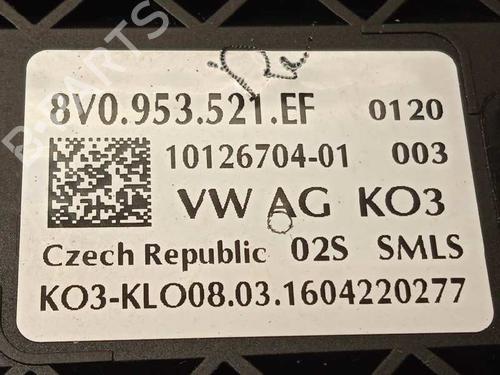 B-PARTS
8V0.953.521.EF 0120
10126704-01 003
VW AG KO3
Czech Republic 02S SMLS
KO3-KLO08.03.1604220277